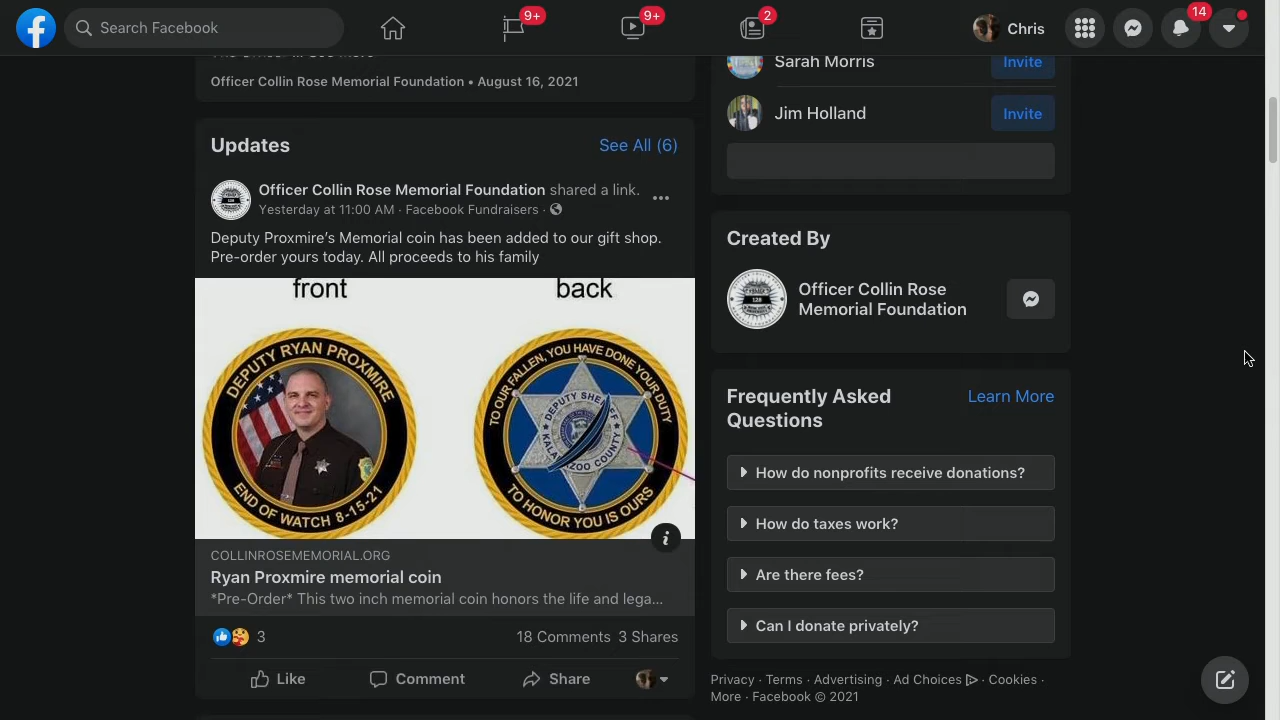 Search Facebook
9+
9+
2
Chris
14
Officer Collin Rose Memorial Foundation • August 16, 2021
Updates
See All (6)
Officer Collin Rose Memorial Foundation shared a link.
Yesterday at 11:00 AM · Facebook Fundraisers ·
Deputy Proxmire's Memorial coin has been added to our gift shop.
Pre-order yours today. All proceeds to his family
front
back
DEPUTY RYAN PROXMIRE
END OF WATCH 8-15-21
TO OUR FALLEN, YOU HAVE DONE YOUR DUTY
DEPUTY SHERIFF
KALAMAZOO COUNTY
TO HONOR YOU IS OURS
COLLINROSEMEMORIAL.ORG
Ryan Proxmire memorial coin
*Pre-Order* This two inch memorial coin honors the life and lega...
3
18 Comments 3 Shares
Like
Comment
Share
Sarah Morris
Invite
Jim Holland
Invite
Created By
Officer Collin Rose
Memorial Foundation
128
Frequently Asked
Questions
Learn More
How do nonprofits receive donations?
How do taxes work?
Are there fees?
Can I donate privately?
Privacy · Terms · Advertising · Ad Choices · Cookies ·
More · Facebook © 2021